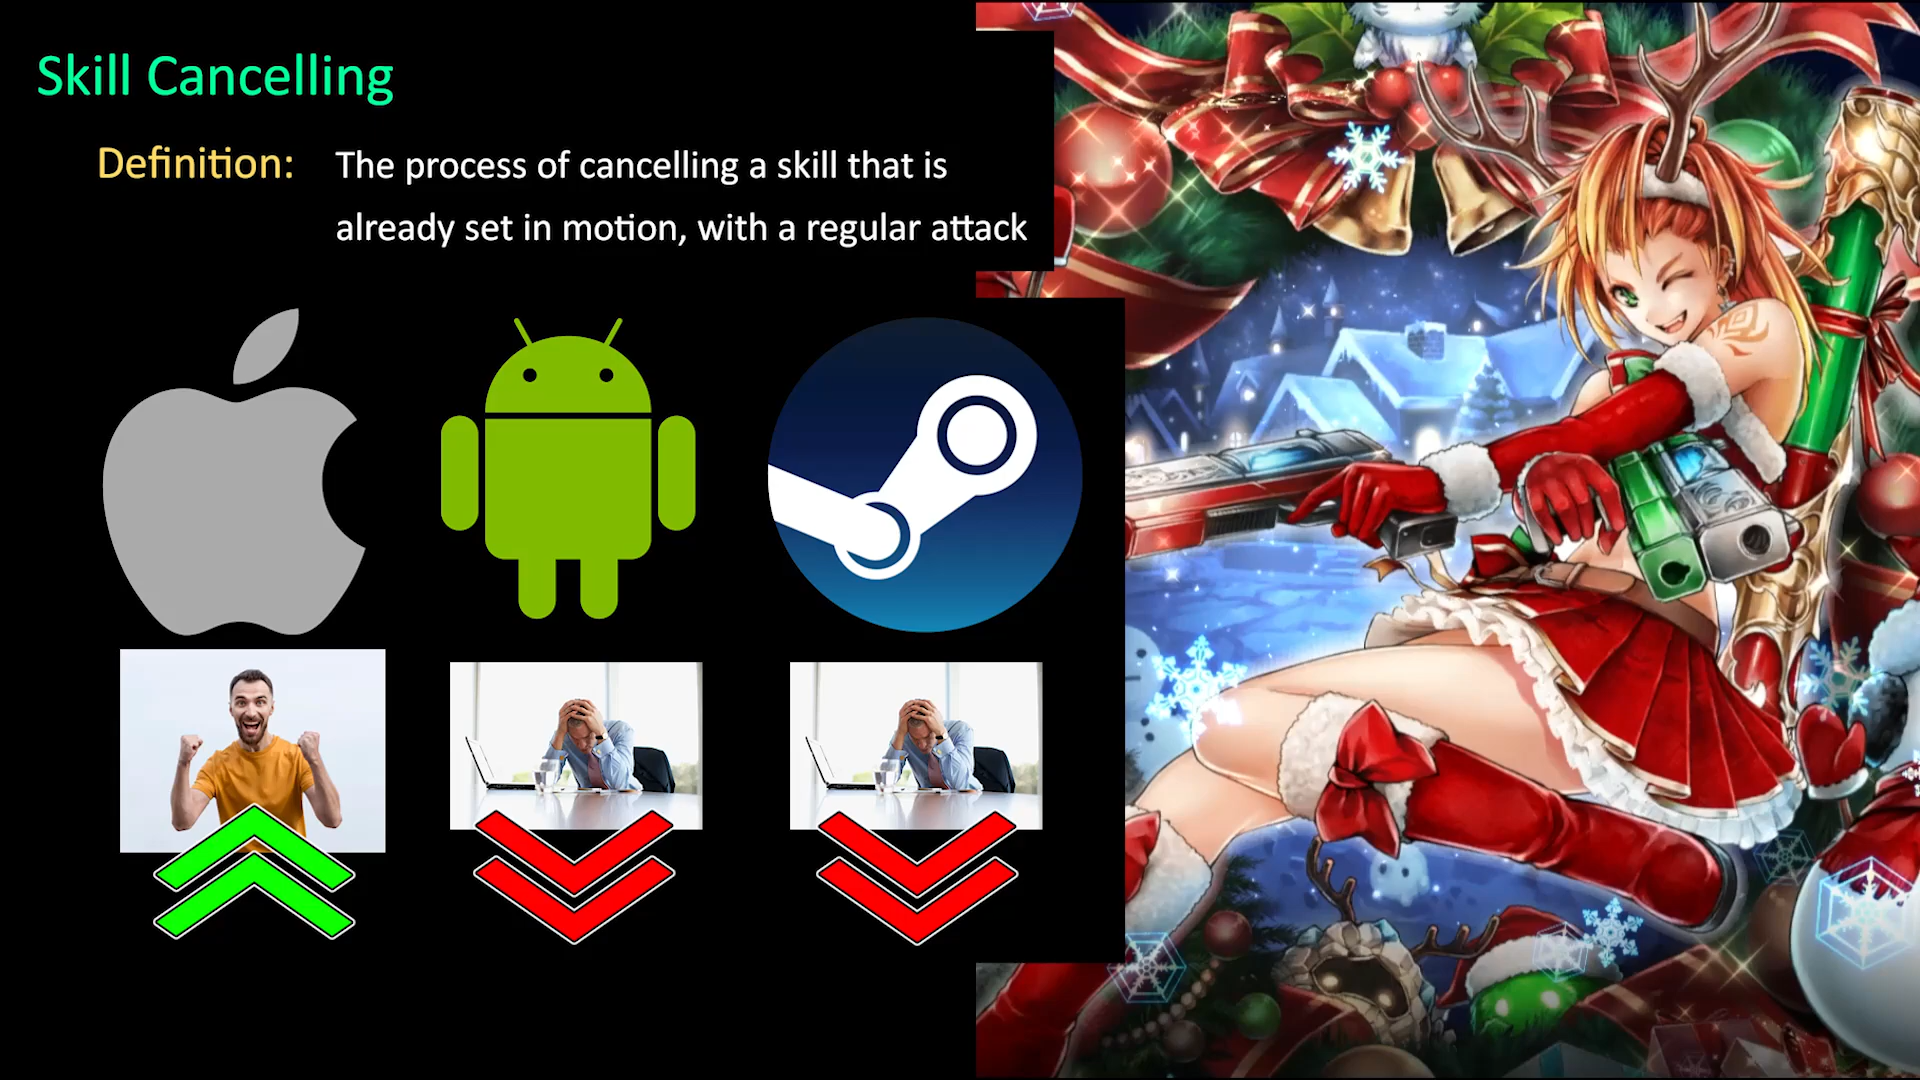 Skill Cancelling
Definition: The process of cancelling a skill that is
already set in motion, with a regular attack